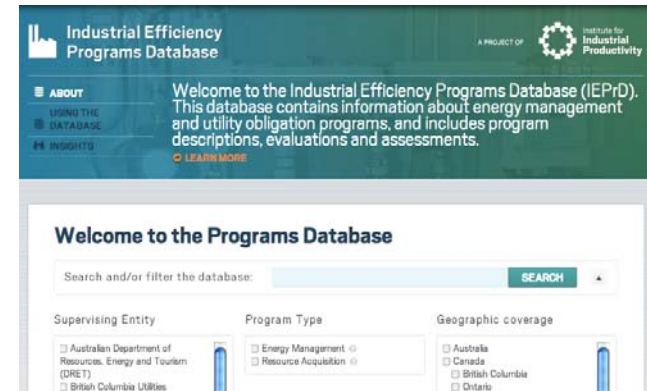 Industrial Efficiency
Programs Database
A PROJECT OF
Institute for
Industrial
Productivity
ABOUT
USING THE
DATABASE
INSIGHTS
Welcome to the Industrial Efficiency Programs Database (IEPrD).
This database contains information about energy management
and utility obligation programs, and includes program
descriptions, evaluations and assessments.
LEARN MORE
Welcome to the Programs Database
Search and/or filter the database:
SEARCH
Supervising Entity
Australian Department of
Resources, Energy and Tourism
(DRET)
British Columbia Utilities
Program Type
Energy Management
Resource Acquisition
Geographic coverage
Australia
Canada
British Columbia
Ontario